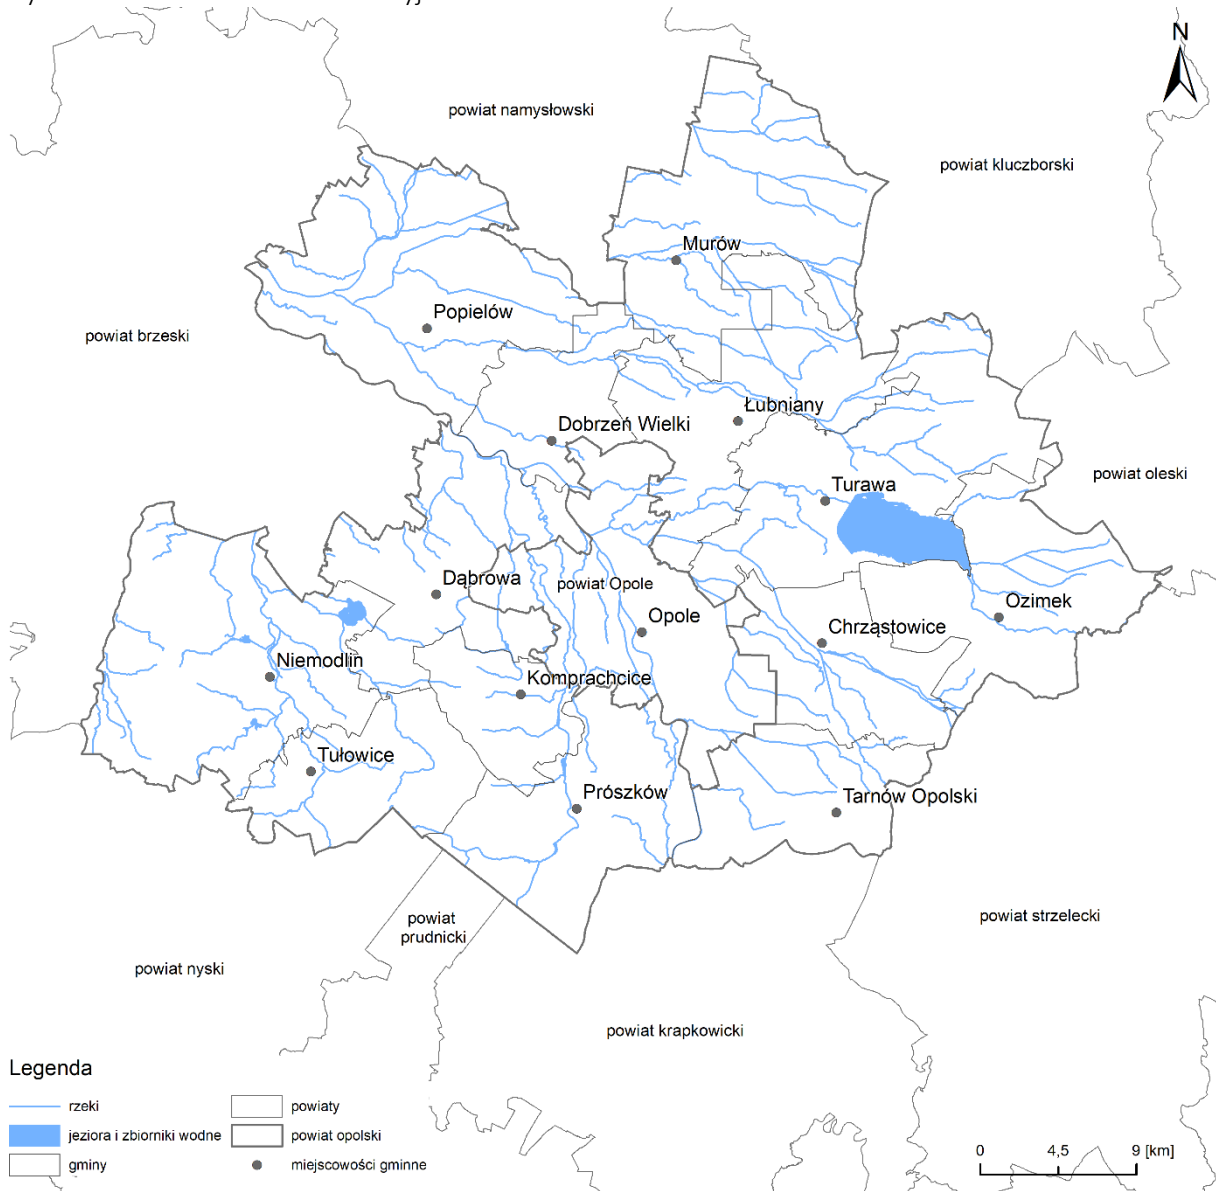 N
powiat namysłowski
powiat kluczborski
Murów
Popielów
powiat brzeski
Łubniany
Dobrzeń Wielki
powiat oleski
Turawa
Dąbrowa
powiat Opole
Ozimek
Opole
Chrząstowice
Niemodlin
Komprachcice
Tułowice
Prószków
Tarnów Opolski
powiat
prudnicki
powiat strzelecki
powiat nyski
powiat krapkowicki
Legenda
rzeki
powiaty
jeziora i zbiorniki wodne
powiat opolski
gminy
miejscowości gminne
0 4,5 9 [km]